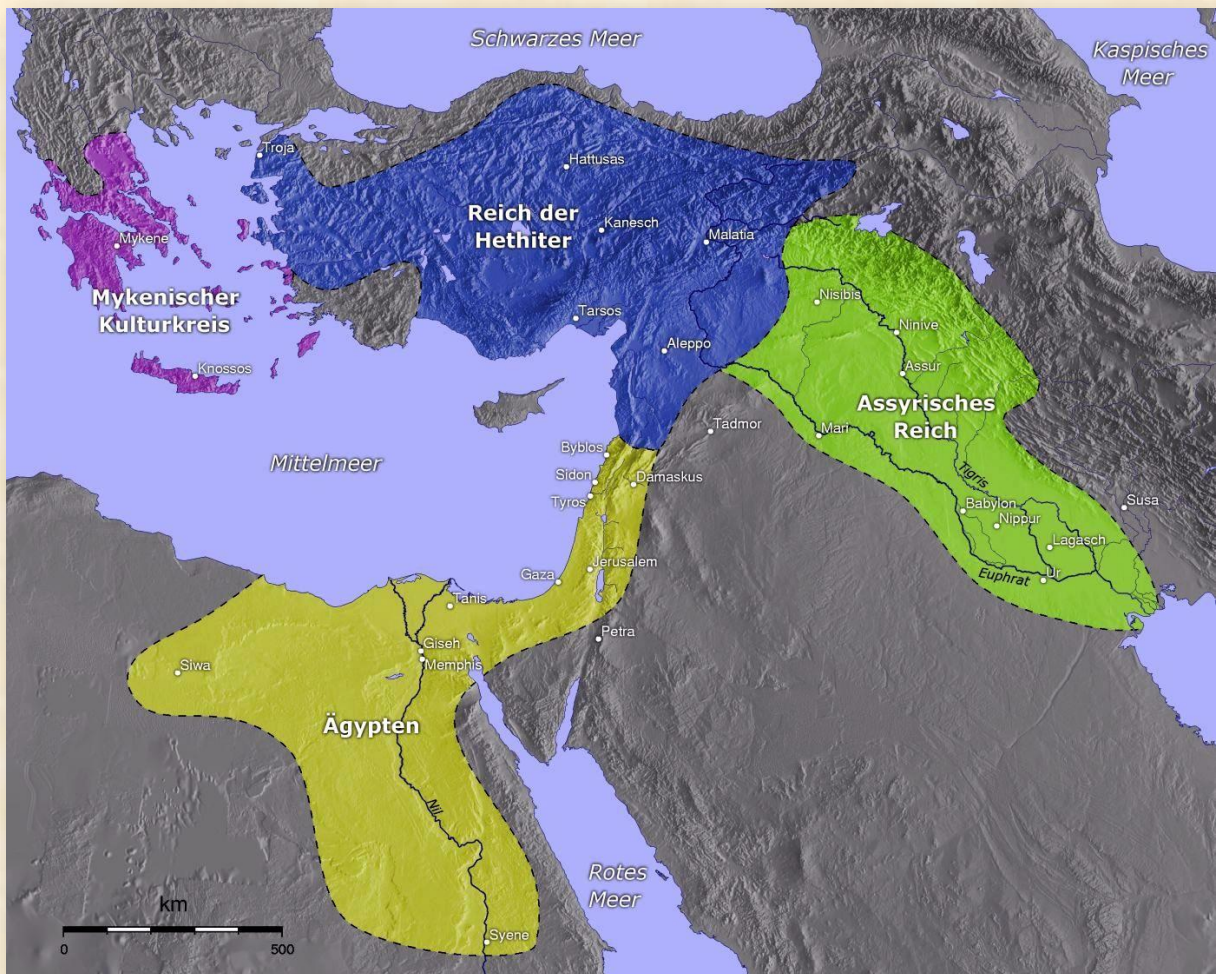 Schwarzes Meer
Kaspisches
Meer
Troja
Hattusas
Reich der
Hethiter
Kanesch
Malatia
Mykene
Mykenischer
Kulturkreis
Tarsos
Nisibis
Ninive
Aleppo
Assur
Knossos
Assyrisches
Reich
Tadmor
Mari
Mittelmeer
Byblos
Sidon
Damaskus
Tyros
Tigris
Susa
Babylon
Nippur
Lagasch
Jerusalem
Gaza
Euphrat
Ur
Tanis
Petra
Giseh
Memphis
Siwa
Ägypten
Nil
Rotes
Meer
km
0
500
Syene